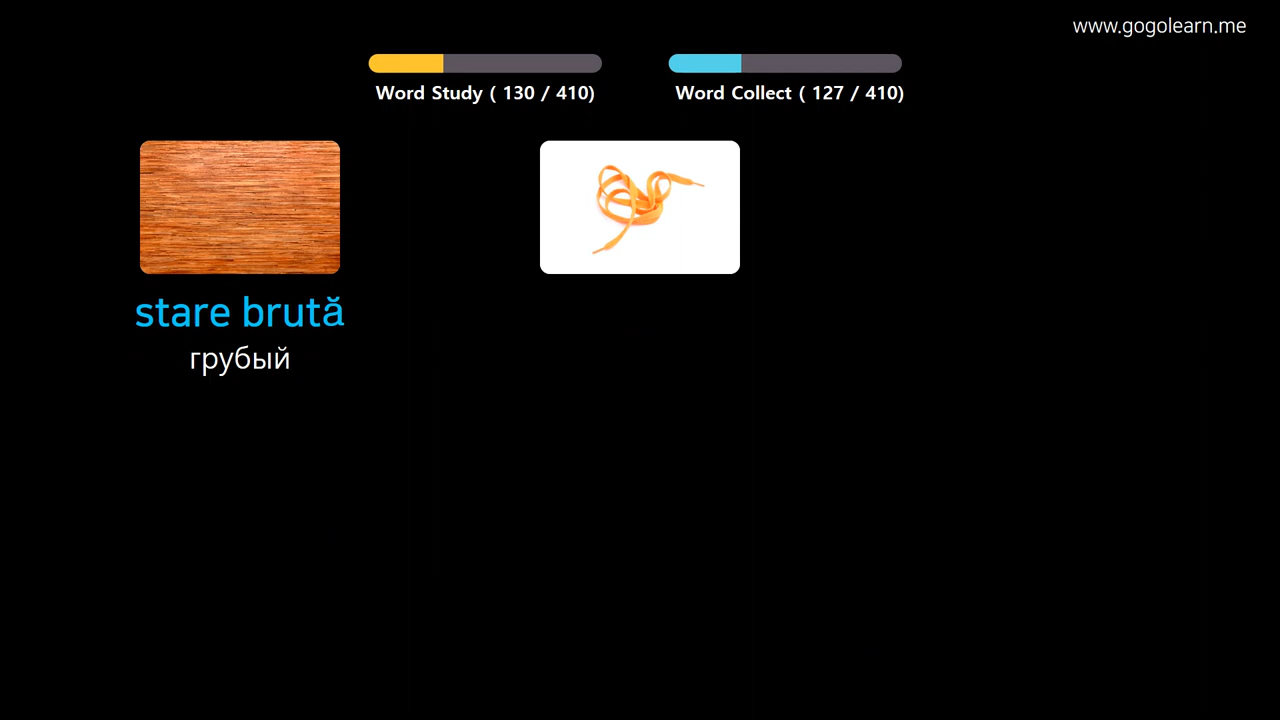 www.gogolearn.me
Word Study ( 130 / 410)
Word Collect ( 127 / 410)
stare brută
грубый